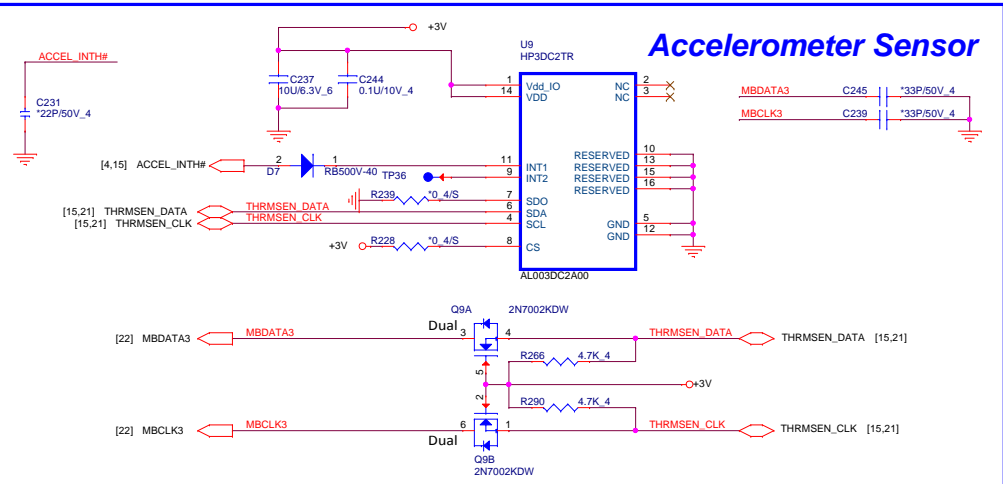 Accelerometer Sensor
+3V
U9
HP3DC2TR
ACCEL_INTH#
C237
10U/6.3V_6
C244
0.1U/10V_4
C231
*22P/50V_4
1
14
Vdd_IO
VDD
NC
NC
2
3
MBDATA3
C245
*33P/50V_4
MBCLK3
C239
*33P/50V_4
[4,15] ACCEL_INTH#
2
D7
1
RB500V-40
TP36
11
9
INT1
INT2
RESERVED
RESERVED
RESERVED
RESERVED
10
13
15
16
R239
*0_4/S
7
6
4
SDO
SDA
SCL
[15,21] THRMSEN_DATA
THRMSEN_DATA
[15,21] THRMSEN_CLK
THRMSEN_CLK
GND
GND
5
12
+3V
R228
*0_4/S
8
CS
AL003DC2A00
Q9A
2N7002KDW
Dual
[22] MBDATA3
MBDATA3
3
4
THRMSEN_DATA
THRMSEN_DATA [15,21]
R266
4.7K_4
5
+3V
2
R290
4.7K_4
[22] MBCLK3
MBCLK3
6
1
THRMSEN_CLK
THRMSEN_CLK [15,21]
Dual
Q9B
2N7002KDW